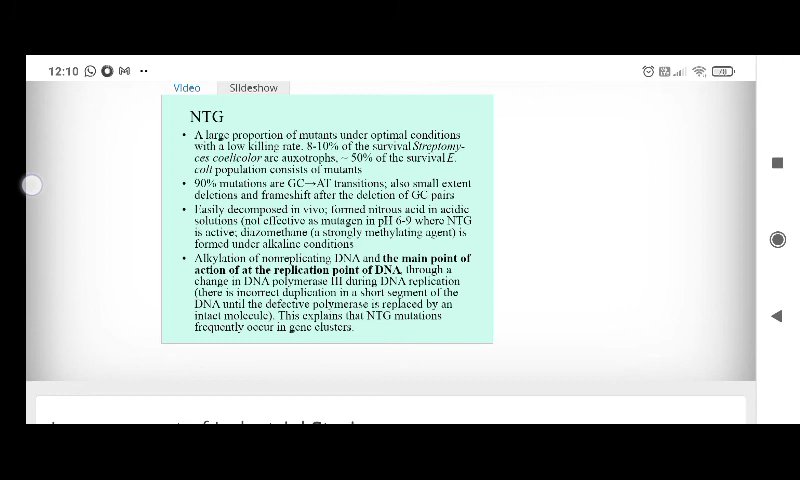 12:10
78
Video Slideshow
NTG
• A large proportion of mutants under optimal conditions
with a low killing rate. 8-10% of the survival Streptomy-
ces coelicolor are auxotrophs, ~ 50% of the survival E.
coli population consists of mutants
• 90% mutations are GC→AT transitions; also small extent
deletions and frameshift after the deletion of GC pairs
• Easily decomposed in vivo; formed nitrous acid in acidic
solutions (not effective as mutagen in pH 6-9 where NTG
is active; diazomethane (a strongly methylating agent) is
formed under alkaline conditions
• Alkylation of nonreplicating DNA and the main point of
action of at the replication point of DNA, through a
change in DNA polymerase III during DNA replication
(there is incorrect duplication in a short segment of the
DNA until the defective polymerase is replaced by an
intact molecule). This explains that NTG mutations
frequently occur in gene clusters.